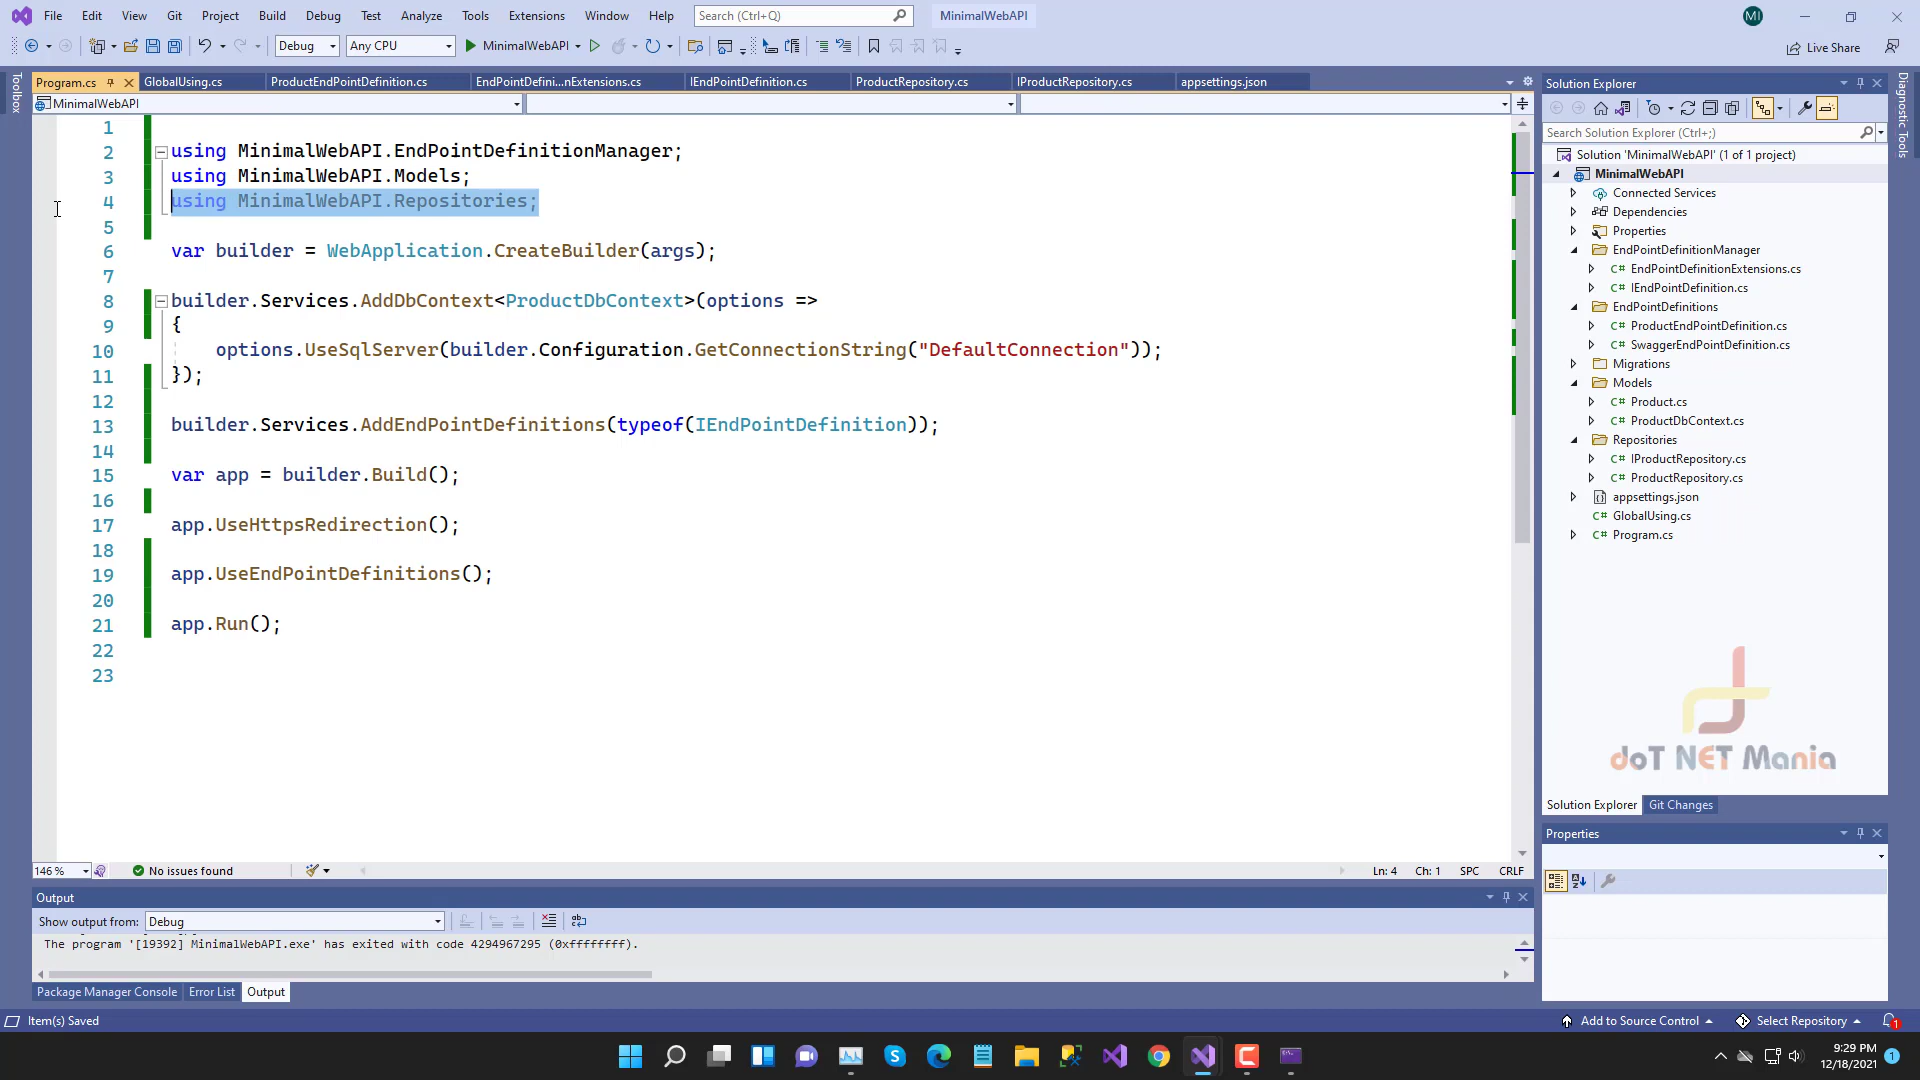 File Edit View Git Project Build Debug Test Analyze Tools Extensions Window Help Search (Ctrl+Q) MinimalWebAPI MI
Debug Any CPU MinimalWebAPI Live Share
Toolbox
Program.cs GlobalUsing.cs ProductEndPointDefinition.cs EndPointDefini...nExtensions.cs IEndPointDefinition.cs ProductRepository.cs IProductRepository.cs appsettings.json
MinimalWebAPI
1
2 using MinimalWebAPI.EndPointDefinitionManager;
3 using MinimalWebAPI.Models;
4 using MinimalWebAPI.Repositories;
5
6 var builder = WebApplication.CreateBuilder(args);
7
8 builder.Services.AddDbContext<ProductDbContext>(options =>
9 {
10 options.UseSqlServer(builder.Configuration.GetConnectionString("DefaultConnection"));
11 });
12
13 builder.Services.AddEndPointDefinitions(typeof(IEndPointDefinition));
14
15 var app = builder.Build();
16
17 app.UseHttpsRedirection();
18
19 app.UseEndPointDefinitions();
20
21 app.Run();
22
23
146 % No issues found Ln: 4 Ch: 1 SPC CRLF
Output
Show output from: Debug
The program '[19392] MinimalWebAPI.exe' has exited with code 4294967295 (0xffffffff).
Package Manager Console Error List Output
Solution Explorer
Search Solution Explorer (Ctrl+;)
Solution 'MinimalWebAPI' (1 of 1 project)
MinimalWebAPI
Connected Services
Dependencies
Properties
EndPointDefinitionManager
C# EndPointDefinitionExtensions.cs
C# IEndPointDefinition.cs
EndPointDefinitions
C# ProductEndPointDefinition.cs
C# SwaggerEndPointDefinition.cs
Migrations
Models
C# Product.cs
C# ProductDbContext.cs
Repositories
C# IProductRepository.cs
C# ProductRepository.cs
appsettings.json
C# GlobalUsing.cs
C# Program.cs
doT NET Mania
Solution Explorer Git Changes
Properties
Diagnostic Tools
Item(s) Saved Add to Source Control Select Repository 1
9:29 PM
12/18/2021 1